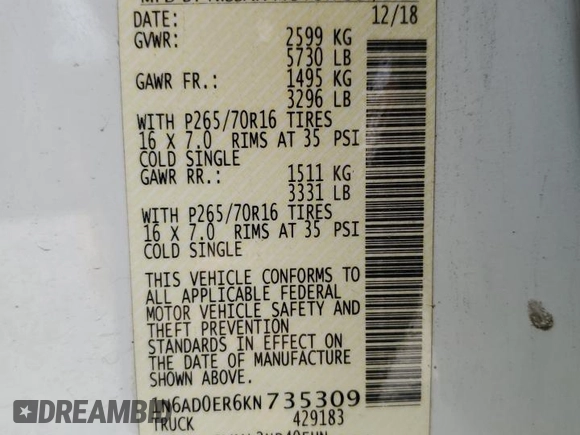 DATE: 12/18
GVWR: 2599 KG
5730 LB
GAWR FR.: 1495 KG
3296 LB
WITH P265/70R16 TIRES
16 X 7.0 RIMS AT 35 PSI
COLD SINGLE
GAWR RR.: 1511 KG
3331 LB
WITH P265/70R16 TIRES
16 X 7.0 RIMS AT 35 PSI
COLD SINGLE
THIS VEHICLE CONFORMS TO
ALL APPLICABLE FEDERAL
MOTOR VEHICLE SAFETY AND
THEFT PREVENTION
STANDARDS IN EFFECT ON
THE DATE OF MANUFACTURE
SHOWN ABOVE.
1N6AD0ER6KN 735309
TRUCK 429183